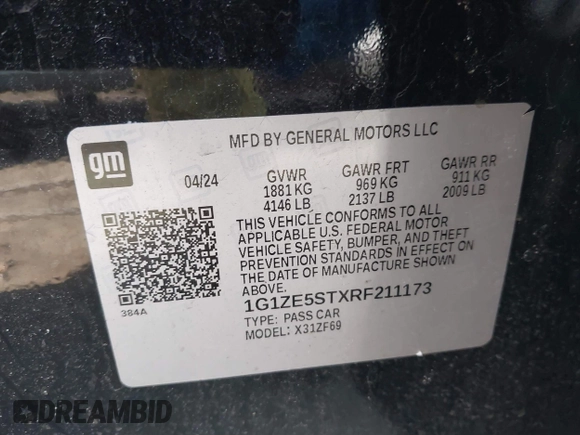 MFD BY GENERAL MOTORS LLC
gm
04/24
GVWR
1881 KG
4146 LB
GAWR FRT
969 KG
2137 LB
GAWR RR
911 KG
2009 LB
THIS VEHICLE CONFORMS TO ALL
APPLICABLE U.S. FEDERAL MOTOR
VEHICLE SAFETY, BUMPER, AND THEFT
PREVENTION STANDARDS IN EFFECT ON
THE DATE OF MANUFACTURE SHOWN
ABOVE.
384A
1G1ZE5STXRF211173
TYPE: PASS CAR
MODEL: X31ZF69
DREAMBID